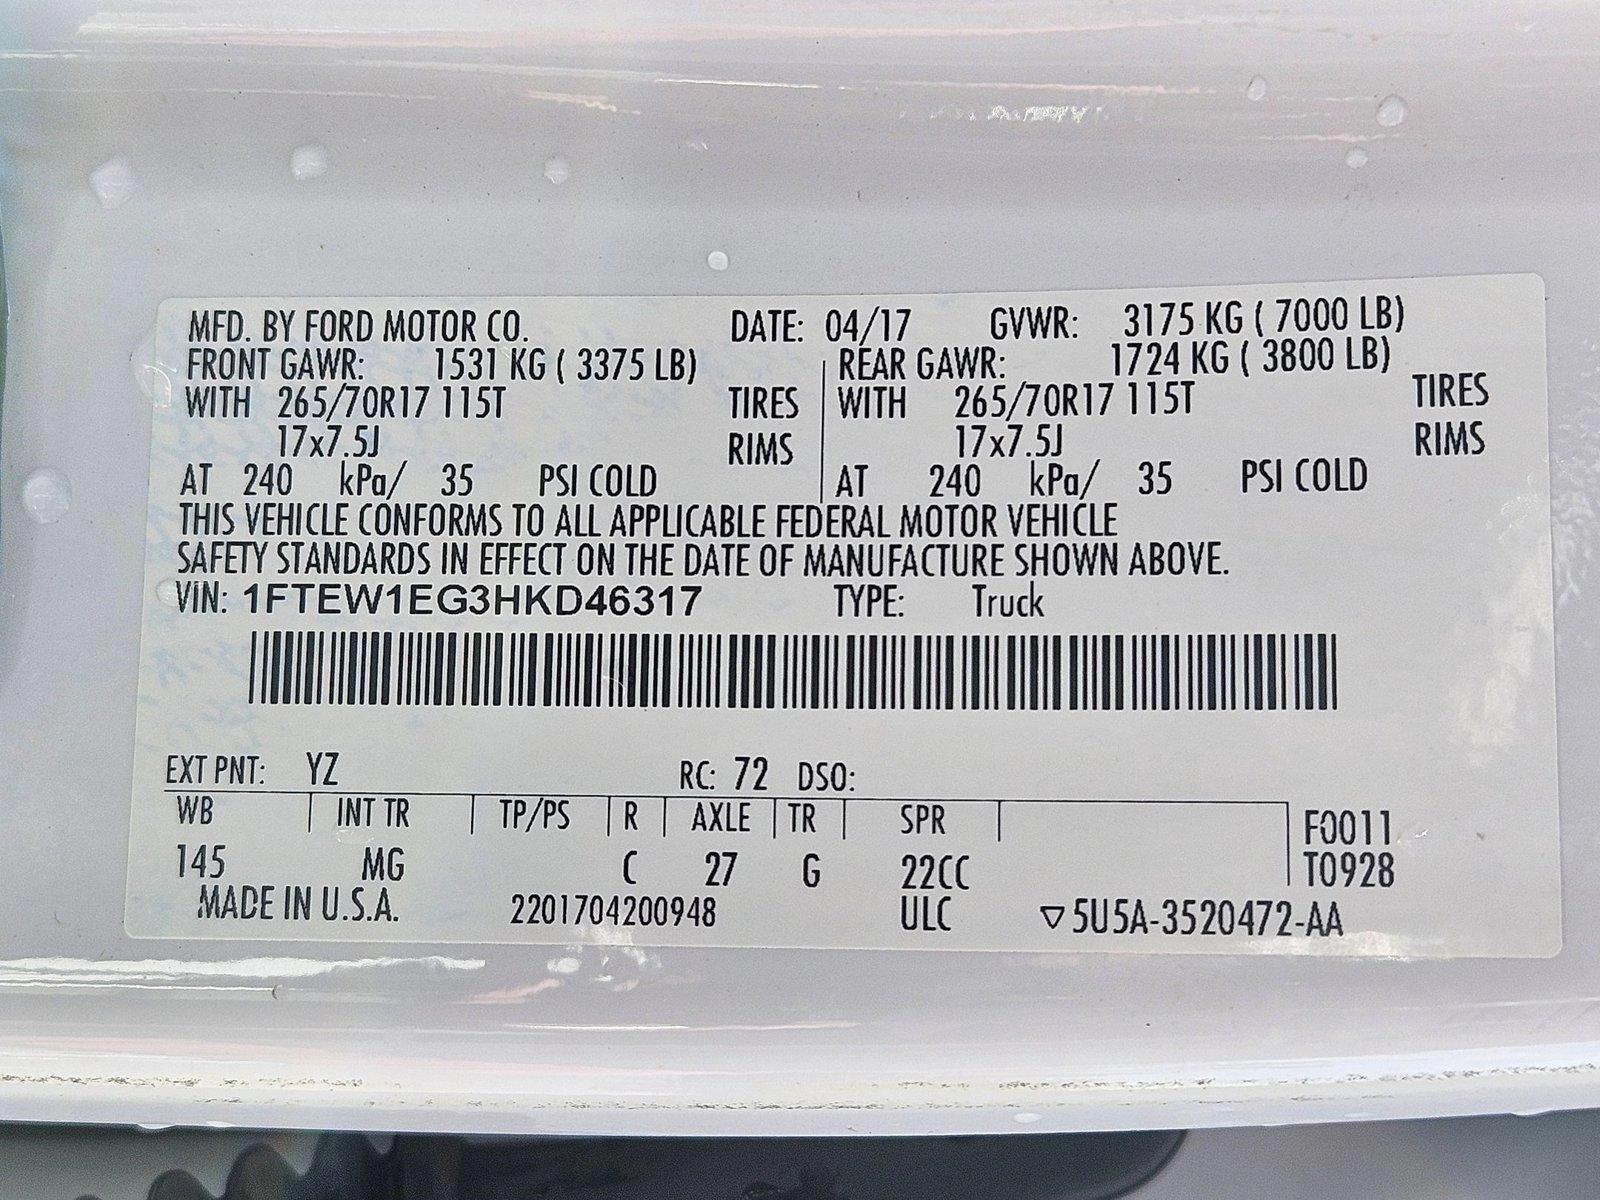 MFD. BY FORD MOTOR CO. DATE: 04/17 GVWR: 3175 KG ( 7000 LB)
FRONT GAWR: 1531 KG ( 3375 LB) REAR GAWR: 1724 KG ( 3800 LB)
WITH 265/70R17 115T TIRES WITH 265/70R17 115T TIRES
17x7.5J RIMS 17x7.5J RIMS
AT 240 kPa/ 35 PSI COLD AT 240 kPa/ 35 PSI COLD
THIS VEHICLE CONFORMS TO ALL APPLICABLE FEDERAL MOTOR VEHICLE
SAFETY STANDARDS IN EFFECT ON THE DATE OF MANUFACTURE SHOWN ABOVE.
VIN: 1FTEW1EG3HKD46317 TYPE: Truck
EXT PNT: YZ RC: 72 DSO:
WB INT TR TP/PS R AXLE TR SPR F0011
145 MG C 27 G 22CC T0928
MADE IN U.S.A. 2201704200948 ULC ▽5U5A-3520472-AA